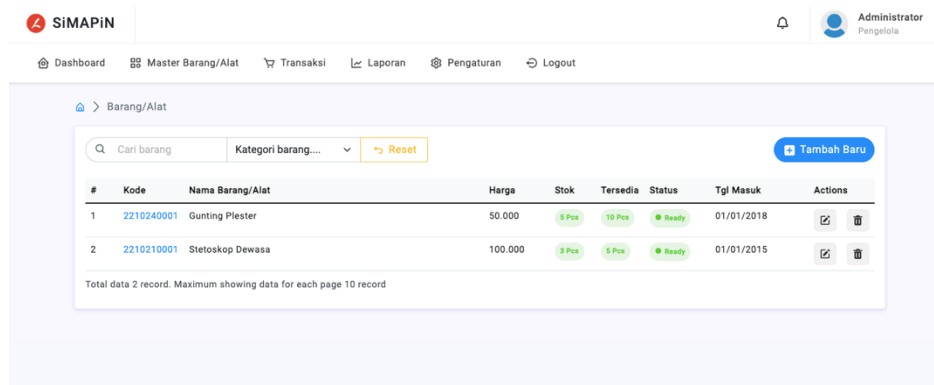 SiMAPiN
Administrator
Pengelola
Dashboard Master Barang/Alat Transaksi Laporan Pengaturan Logout
Barang/Alat
Cari barang Kategori barang.... Reset Tambah Baru
# Kode Nama Barang/Alat Harga Stok Tersedia Status Tgl Masuk Actions
1 2210240001 Gunting Plester 50.000 5 Pcs 10 Pcs Ready 01/01/2018
2 2210210001 Stetoskop Dewasa 100.000 3 Pcs 5 Pcs Ready 01/01/2015
Total data 2 record. Maximum showing data for each page 10 record